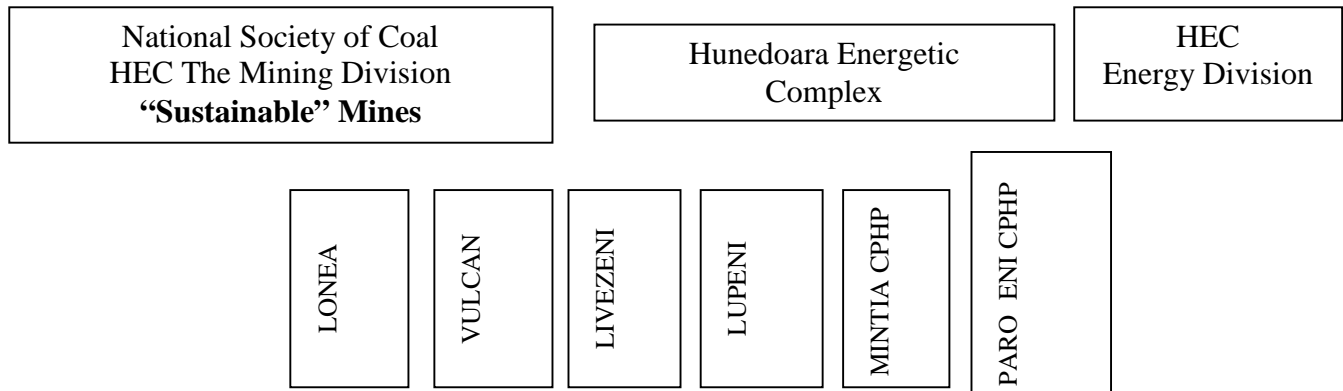 National Society of Coal
HEC The Mining Division
“Sustainable” Mines
Hunedoara Energetic
Complex
HEC
Energy Division
LONEA
VULCAN
LIVEZENI
LUPENI
MINTIA CPHP
PARO ENI CPHP